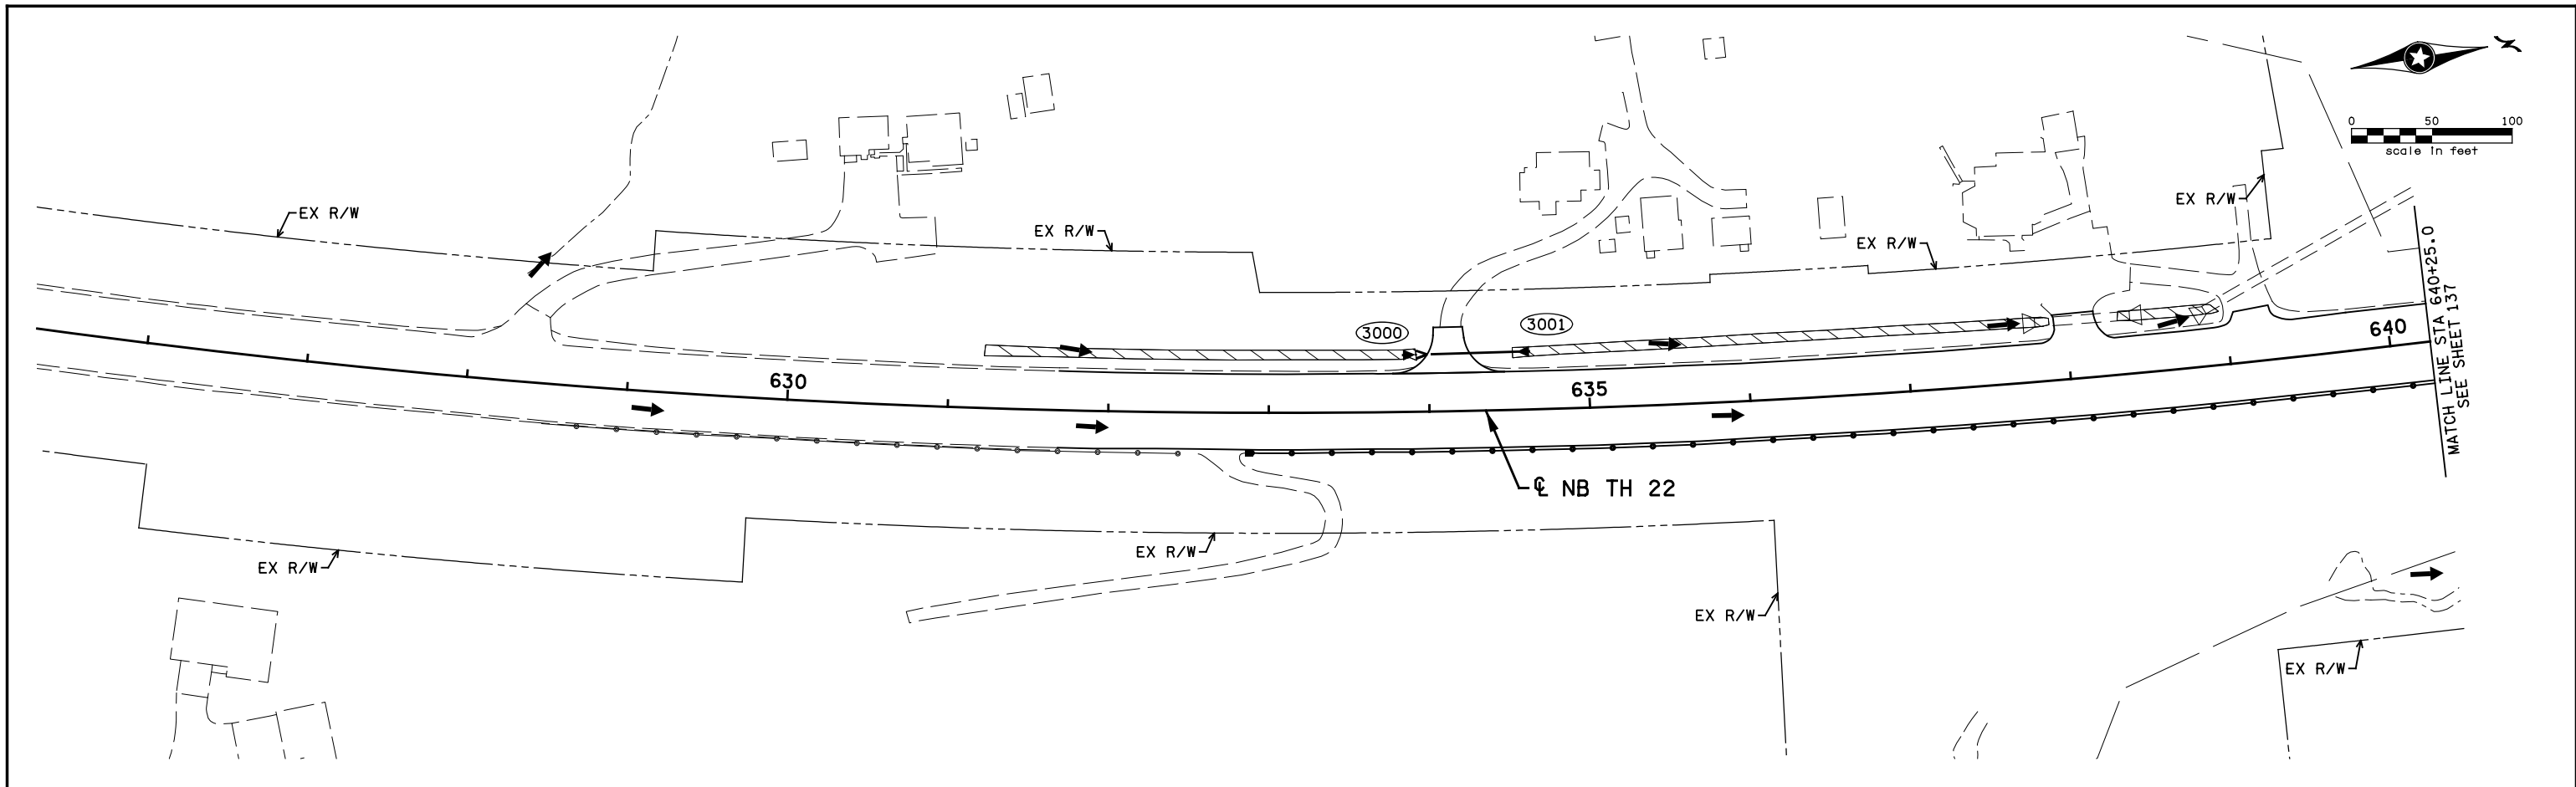 0 50 100
scale in feet
EX R/W
EX R/W
EX R/W
EX R/W
MATCH LINE STA 640+25.0
SEE SHEET 137
3000
3001
640
630
635
℄ NB TH 22
EX R/W
EX R/W
EX R/W
EX R/W